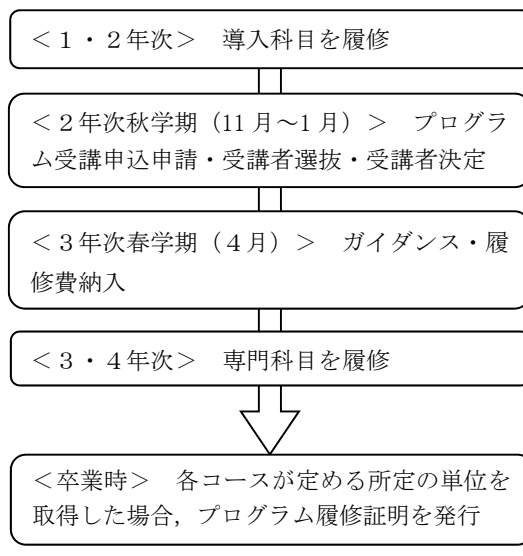 ＜１・２年次＞　導入科目を履修
＜２年次秋学期（11 月～1 月）＞　プログラ
ム受講申込申請・受講者選抜・受講者決定
＜３年次春学期（４月）＞　ガイダンス・履
修費納入
＜３・４年次＞　専門科目を履修
＜卒業時＞　各コースが定める所定の単位を
取得した場合，プログラム履修証明を発行